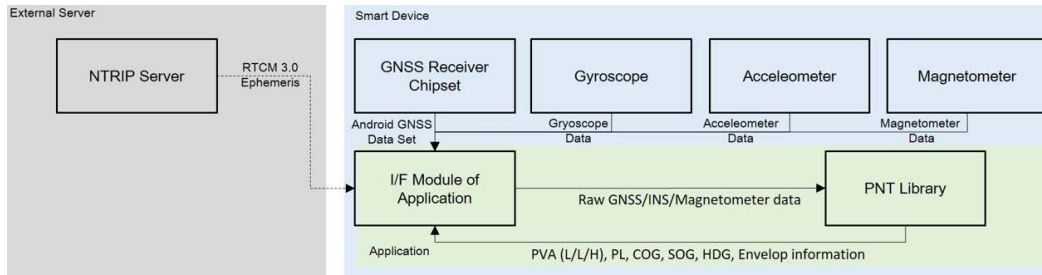 External Server
Smart Device
NTRIP Server
RTCM 3.0
Ephemeris
GNSS Receiver
Chipset
Gyroscope
Acceleometer
Magnetometer
Android GNSS
Data Set
Gryoscope
Data
Acceleometer
Data
Magnetometer
Data
I/F Module of
Application
Raw GNSS/INS/Magnetometer data
PNT Library
Application
PVA (L/L/H), PL, COG, SOG, HDG, Envelop information